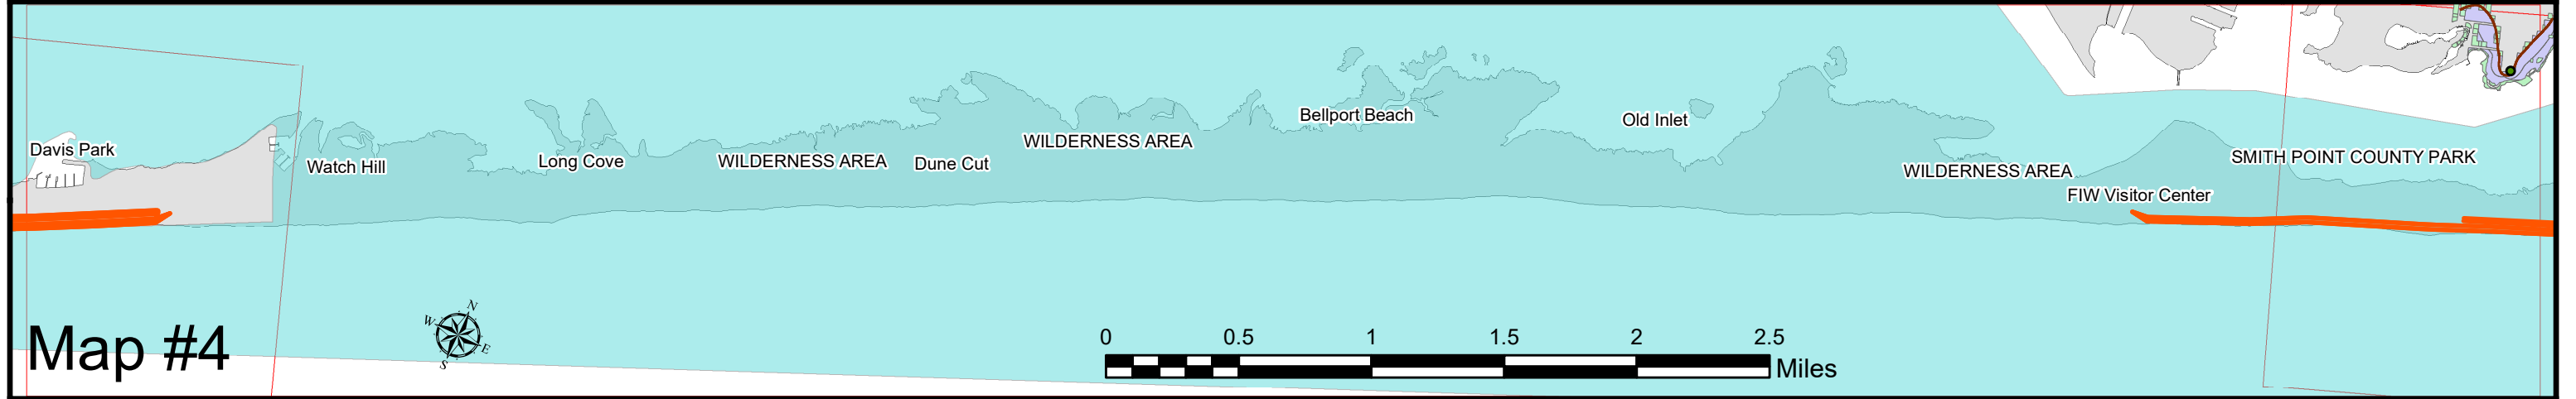 Davis Park
Watch Hill
Long Cove
WILDERNESS AREA
Dune Cut
WILDERNESS AREA
Bellport Beach
Old Inlet
WILDERNESS AREA
FIW Visitor Center
SMITH POINT COUNTY PARK
Map #4
N
W
E
S
0 0.5 1 1.5 2 2.5
Miles